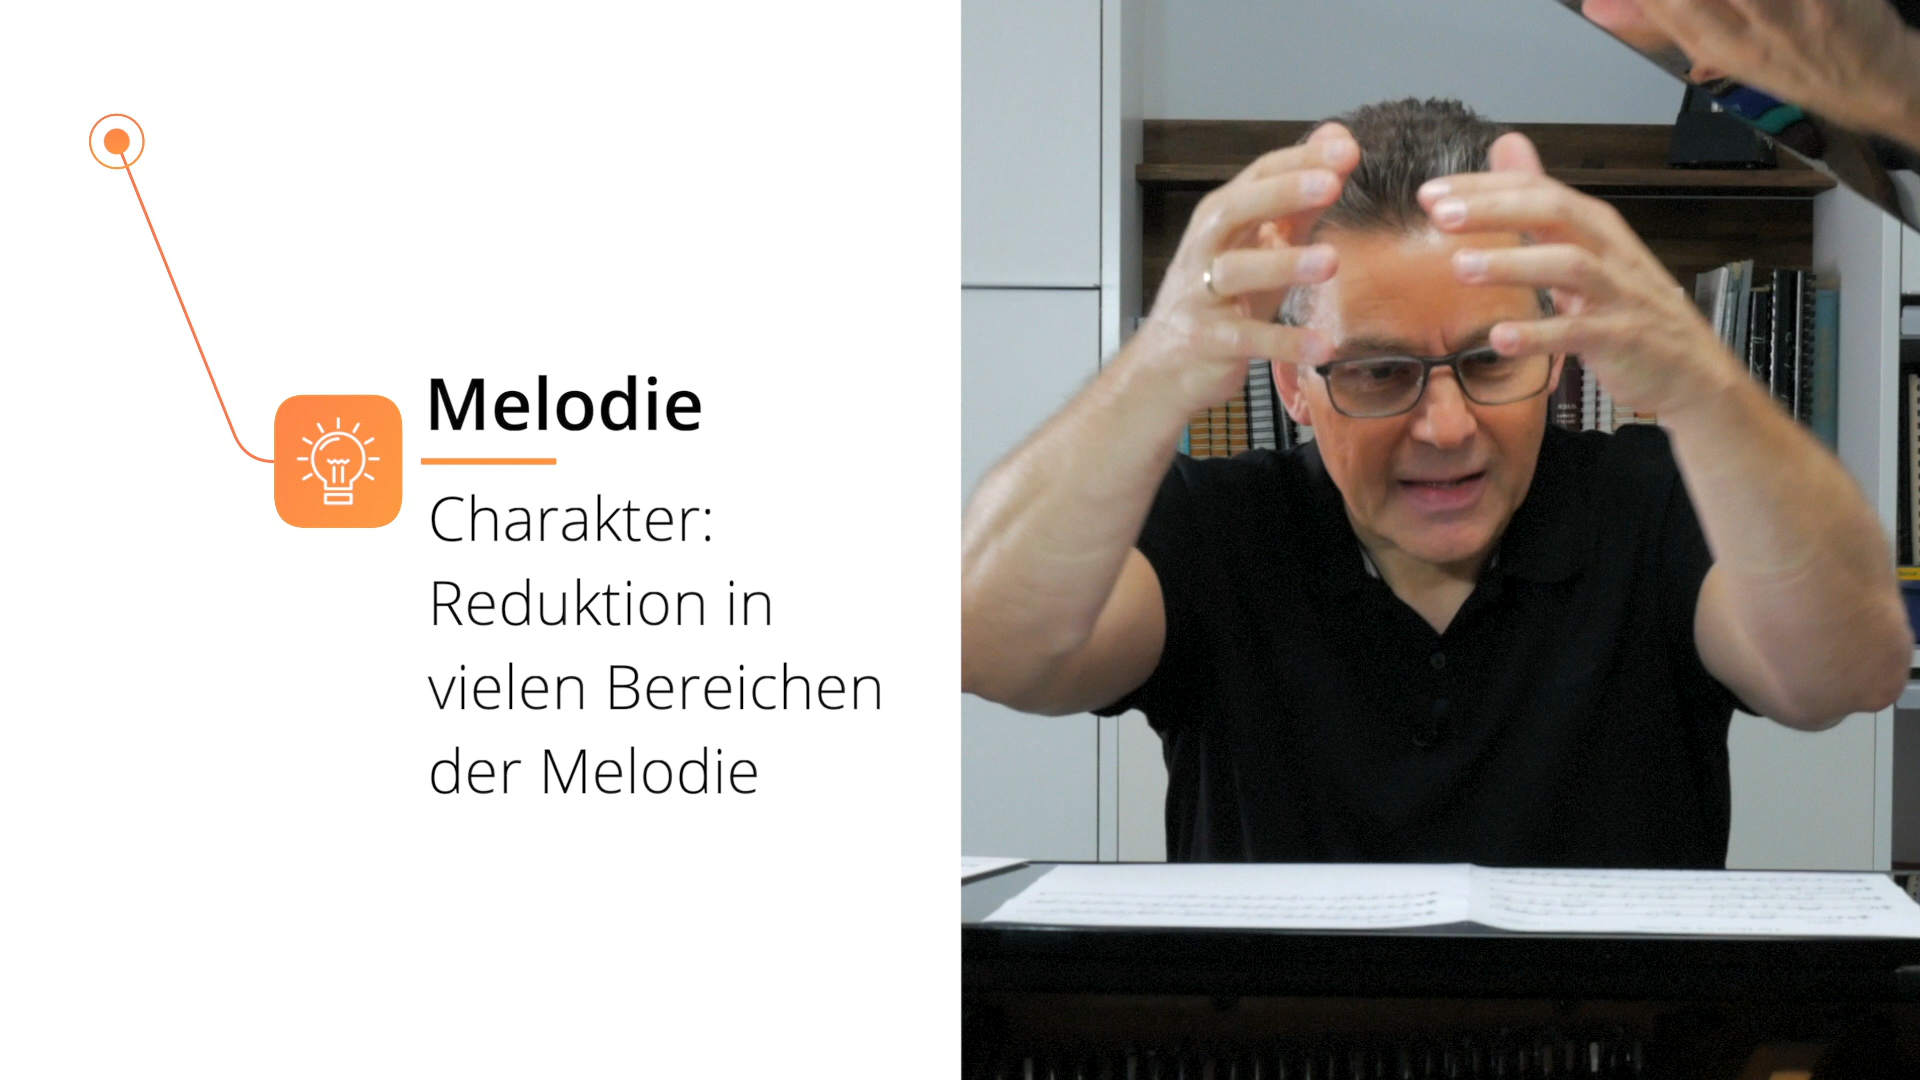 Melodie
Charakter:
Reduktion in
vielen Bereichen
der Melodie